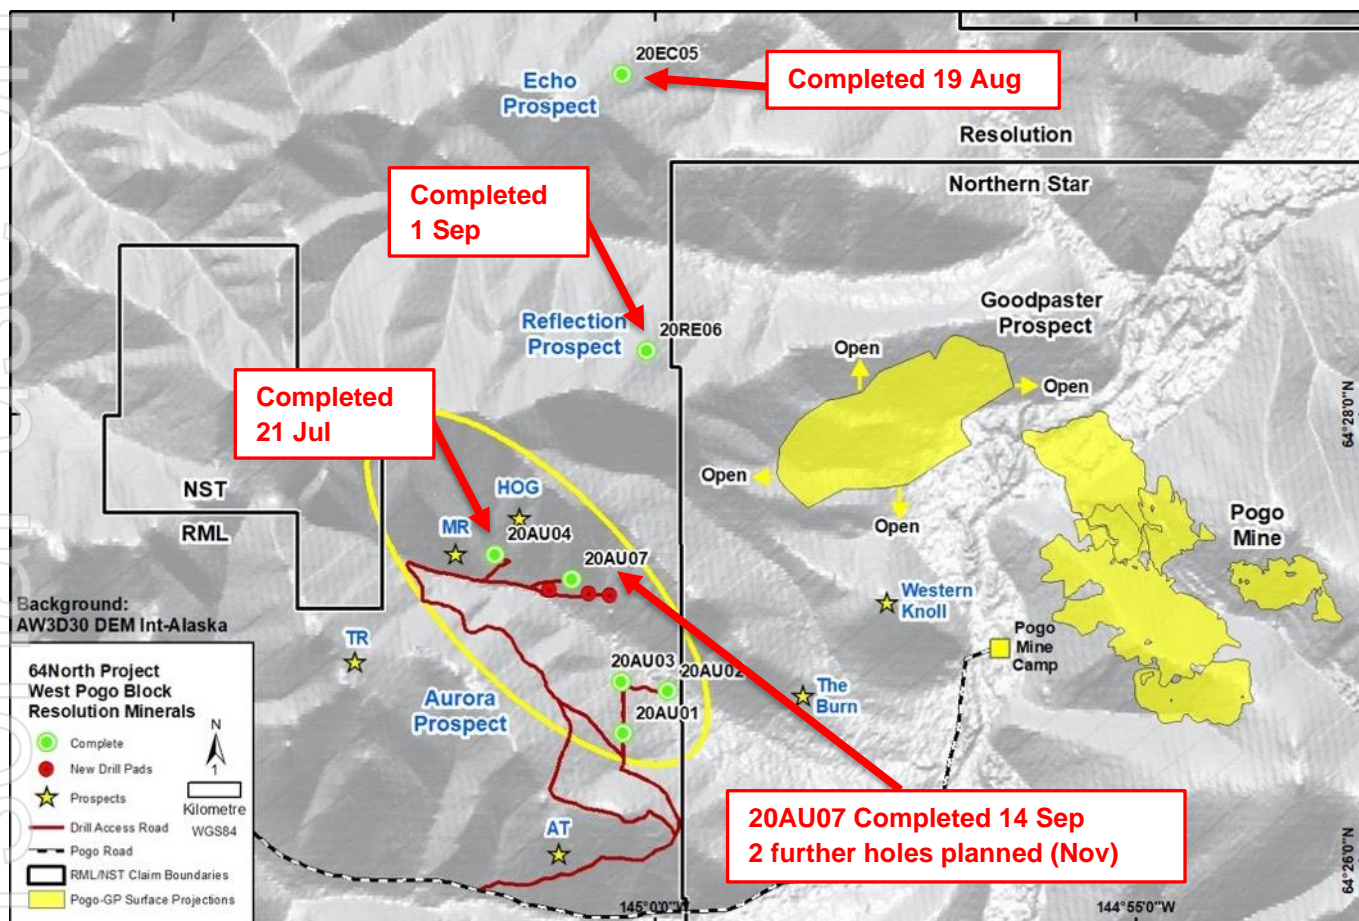 20EC05
Echo
Prospect
Completed 19 Aug
Resolution
Northern Star
Completed
1 Sep
Reflection
Prospect
20RE06
Goodpaster
Prospect
Open
Open
Open
Open
Completed
21 Jul
64°28'0"N
NST
RML
HOG
MR
20AU04
20AU07
Pogo
Mine
Western
Knoll
Background:
AW3D30 DEM Int-Alaska
TR
20AU03
20AU02
20AU01
Aurora
Prospect
The
Burn
Pogo
Mine
Camp
64North Project
West Pogo Block
Resolution Minerals
N
1
Kilometre
WGS84
Complete
New Drill Pads
Prospects
Drill Access Road
Pogo Road
RML/NST Claim Boundaries
Pogo-GP Surface Projections
AT
20AU07 Completed 14 Sep
2 further holes planned (Nov)
64°26'0"N
145°0'0"W
144°55'0"W